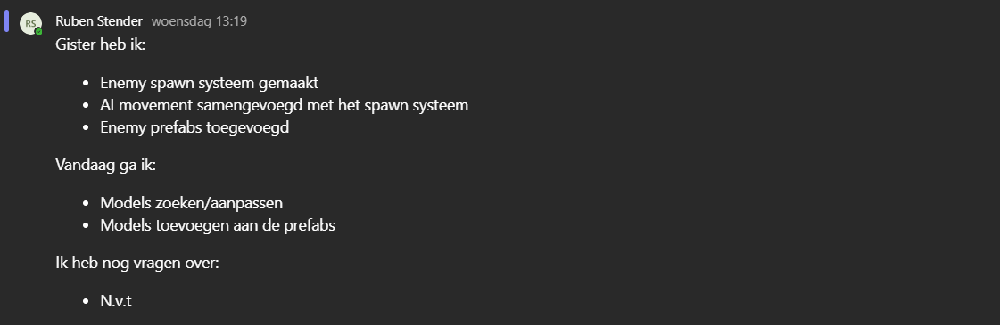 RS Ruben Stender woensdag 13:19
Gister heb ik:
• Enemy spawn systeem gemaakt
• AI movement samengevoegd met het spawn systeem
• Enemy prefabs toegevoegd
Vandaag ga ik:
• Models zoeken/aanpassen
• Models toevoegen aan de prefabs
Ik heb nog vragen over:
• N.v.t